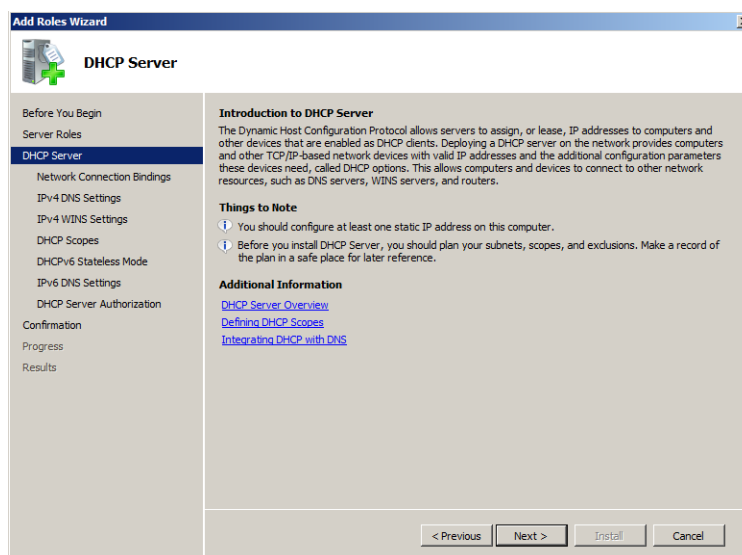 Add Roles Wizard
DHCP Server
Before You Begin
Server Roles
DHCP Server
Network Connection Bindings
IPv4 DNS Settings
IPv4 WINS Settings
DHCP Scopes
DHCPv6 Stateless Mode
IPv6 DNS Settings
DHCP Server Authorization
Confirmation
Progress
Results
Introduction to DHCP Server
The Dynamic Host Configuration Protocol allows servers to assign, or lease, IP addresses to computers and
other devices that are enabled as DHCP clients. Deploying a DHCP server on the network provides computers
and other TCP/IP-based network devices with valid IP addresses and the additional configuration parameters
these devices need, called DHCP options. This allows computers and devices to connect to other network
resources, such as DNS servers, WINS servers, and routers.
Things to Note
You should configure at least one static IP address on this computer.
Before you install DHCP Server, you should plan your subnets, scopes, and exclusions. Make a record of
the plan in a safe place for later reference.
Additional Information
DHCP Server Overview
Defining DHCP Scopes
Integrating DHCP with DNS
< Previous
Next >
Install
Cancel